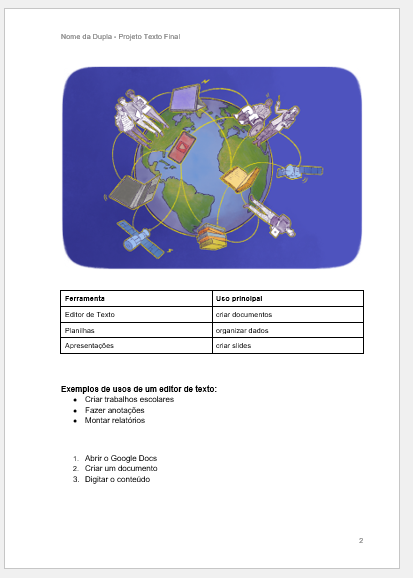 Nome da Dupla - Projeto Texto Final
Ferramenta Uso principal
Editor de Texto criar documentos
Planilhas organizar dados
Apresentações criar slides
Exemplos de usos de um editor de texto:
• Criar trabalhos escolares
• Fazer anotações
• Montar relatórios
1. Abrir o Google Docs
2. Criar um documento
3. Digitar o conteúdo
2